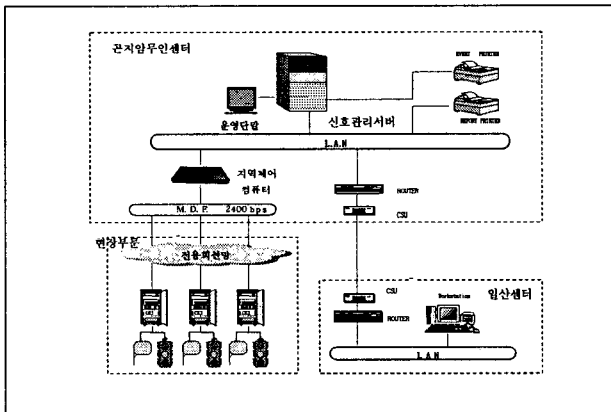 곤지암무인센터
EVENT PRINTER
운영단말
신호관리서버
REPORT PRINTER
L.A.N
지역제어
컴퓨터
ROUTER
CSU
M. D. F. 2400 bps
현장부문
전용회선망
CSU
Workstation
일산센터
ROUTER
L A N